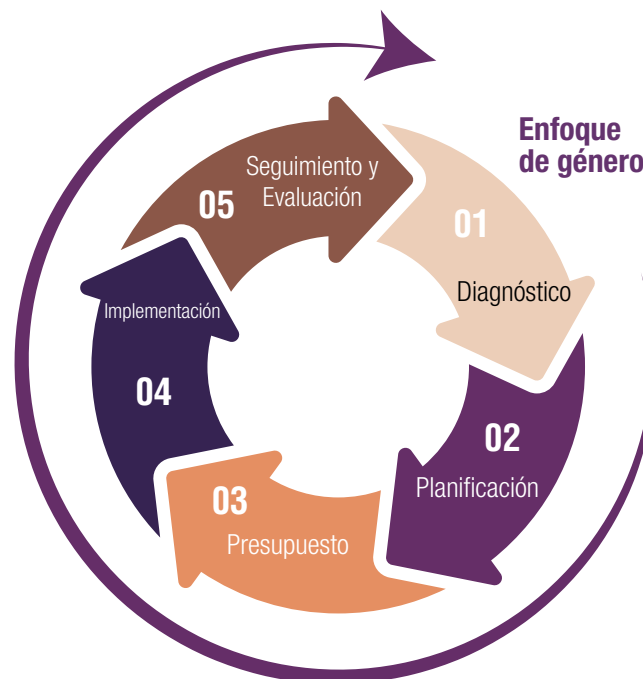 Enfoque
de género
01
Diagnóstico
02
Planificación
03
Presupuesto
04
Implementación
05
Seguimiento y
Evaluación